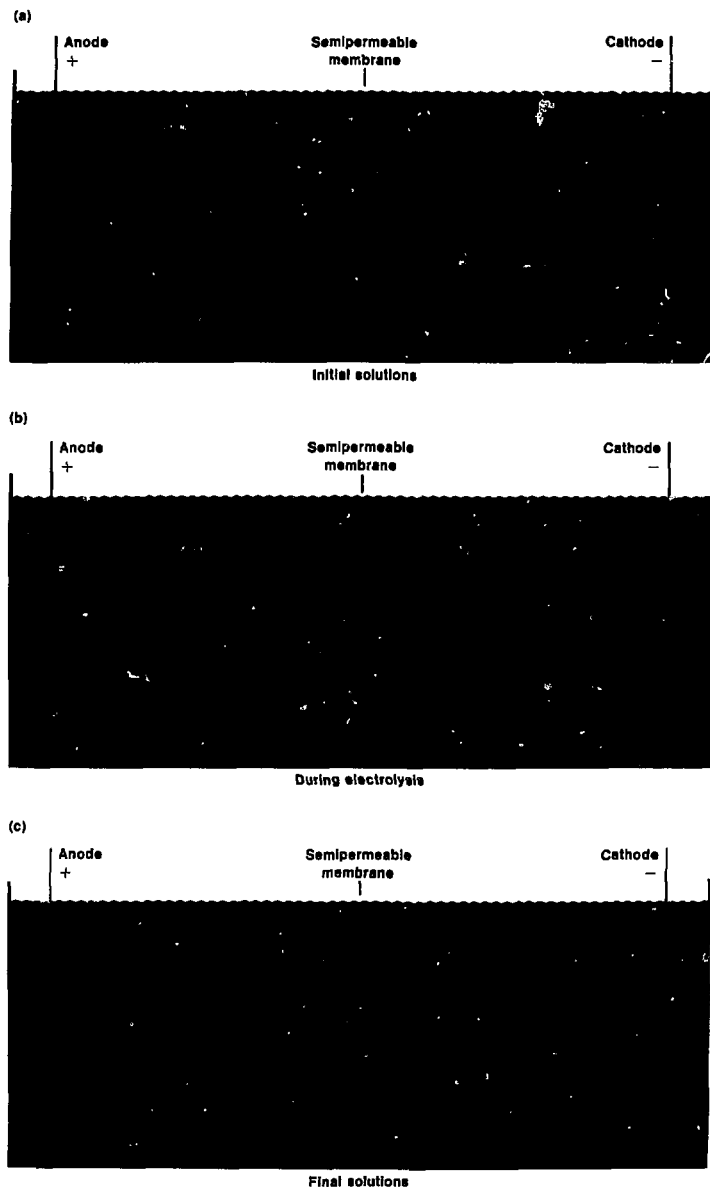 (a)
Anode
+
Semipermeable
membrane
Cathode
−
Initial solutions
(b)
Anode
+
Semipermeable
membrane
Cathode
−
During electrolysis
(c)
Anode
+
Semipermeable
membrane
Cathode
−
Final solutions